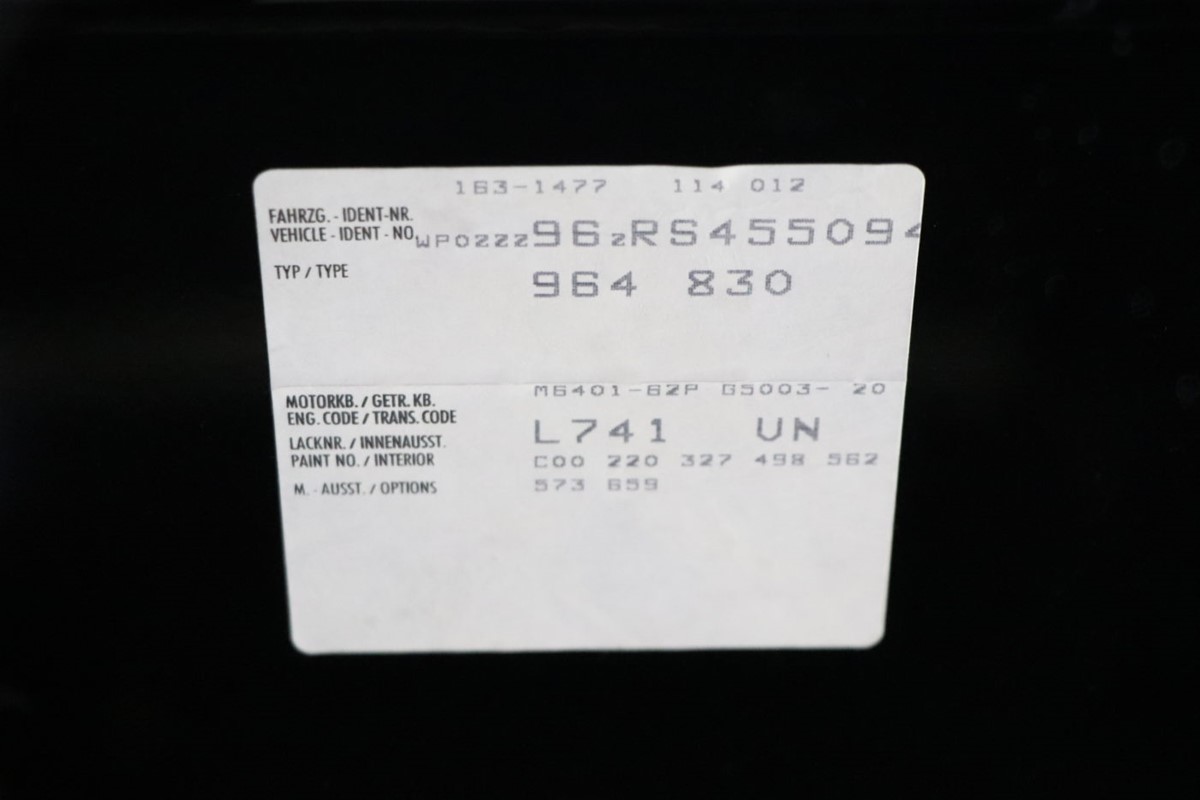 163-1477 114 012
FAHRZG. - IDENT-NR.
VEHICLE - IDENT - NO. WP0ZZZ96ZRS455094
TYP / TYPE 964 830
MOTORKB. / GETR. KB. M6401-62P G5003- 20
ENG. CODE / TRANS. CODE
LACKNR. / INNENAUSST. L741 UN
PAINT NO. / INTERIOR C00 220 327 498 562
M. - AUSST. / OPTIONS 573 659